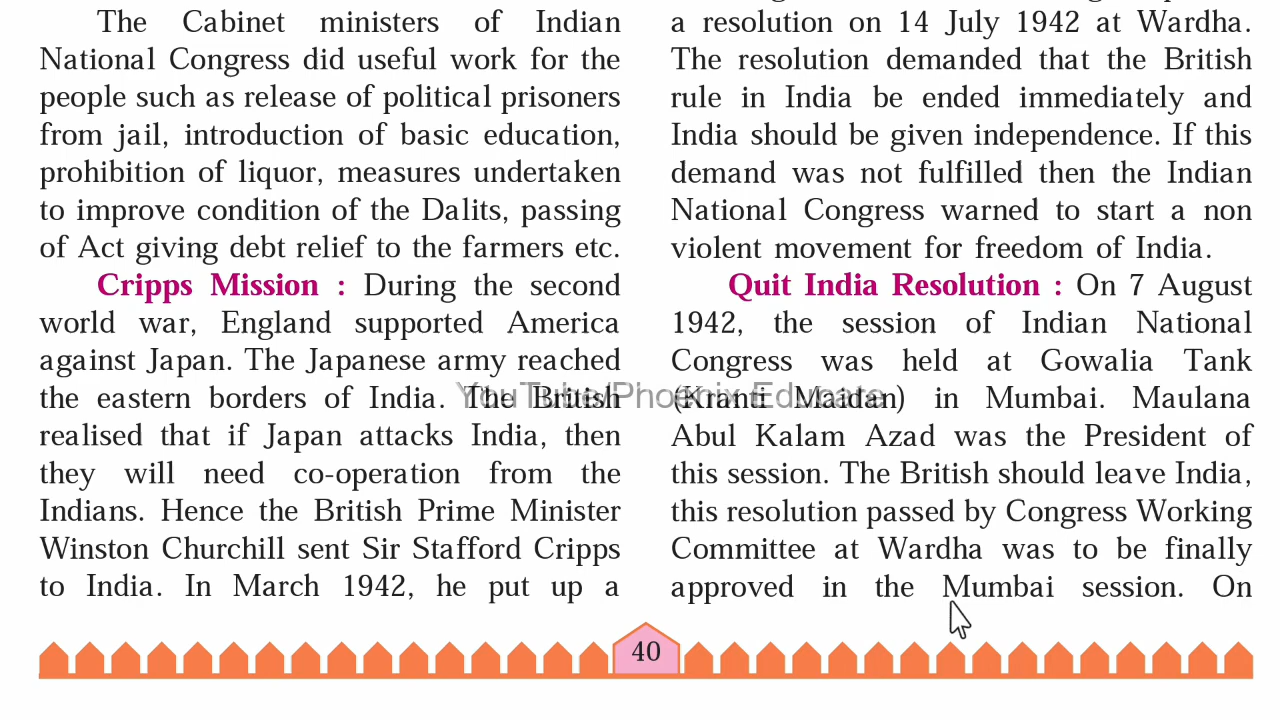 The Cabinet ministers of Indian
National Congress did useful work for the
people such as release of political prisoners
from jail, introduction of basic education,
prohibition of liquor, measures undertaken
to improve condition of the Dalits, passing
of Act giving debt relief to the farmers etc.
Cripps Mission : During the second
world war, England supported America
against Japan. The Japanese army reached
the eastern borders of India. The British
realised that if Japan attacks India, then
they will need co-operation from the
Indians. Hence the British Prime Minister
Winston Churchill sent Sir Stafford Cripps
to India. In March 1942, he put up a
a resolution on 14 July 1942 at Wardha.
The resolution demanded that the British
rule in India be ended immediately and
India should be given independence. If this
demand was not fulfilled then the Indian
National Congress warned to start a non
violent movement for freedom of India.
Quit India Resolution : On 7 August
1942, the session of Indian National
Congress was held at Gowalia Tank
(Kranti Maidan) in Mumbai. Maulana
Abul Kalam Azad was the President of
this session. The British should leave India,
this resolution passed by Congress Working
Committee at Wardha was to be finally
approved in the Mumbai session. On
YouTube/Phoenix Educate
40